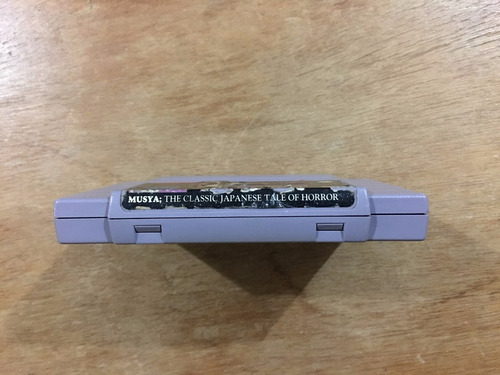 MUSYA; THE CLASSIC JAPANESE TALE OF HORROR